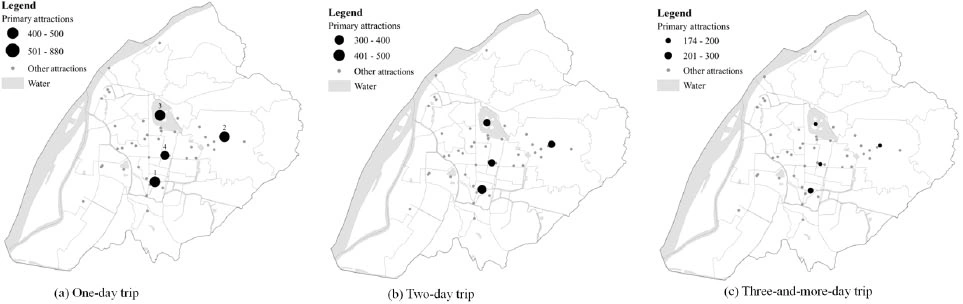 Legend
Primary attractions
400 - 500
501 - 880
Other attractions
Water
3
2
4
1
(a) One-day trip
Legend
Primary attractions
300 - 400
401 - 500
Other attractions
Water
(b) Two-day trip
Legend
Primary attractions
174 - 200
201 - 300
Other attractions
Water
(c) Three-and-more-day trip